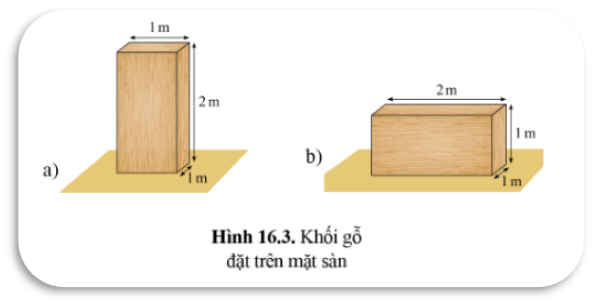 1 m
2 m
1 m
a)
2 m
1 m
1 m
b)
Hình 16.3. Khối gỗ
đặt trên mặt sàn